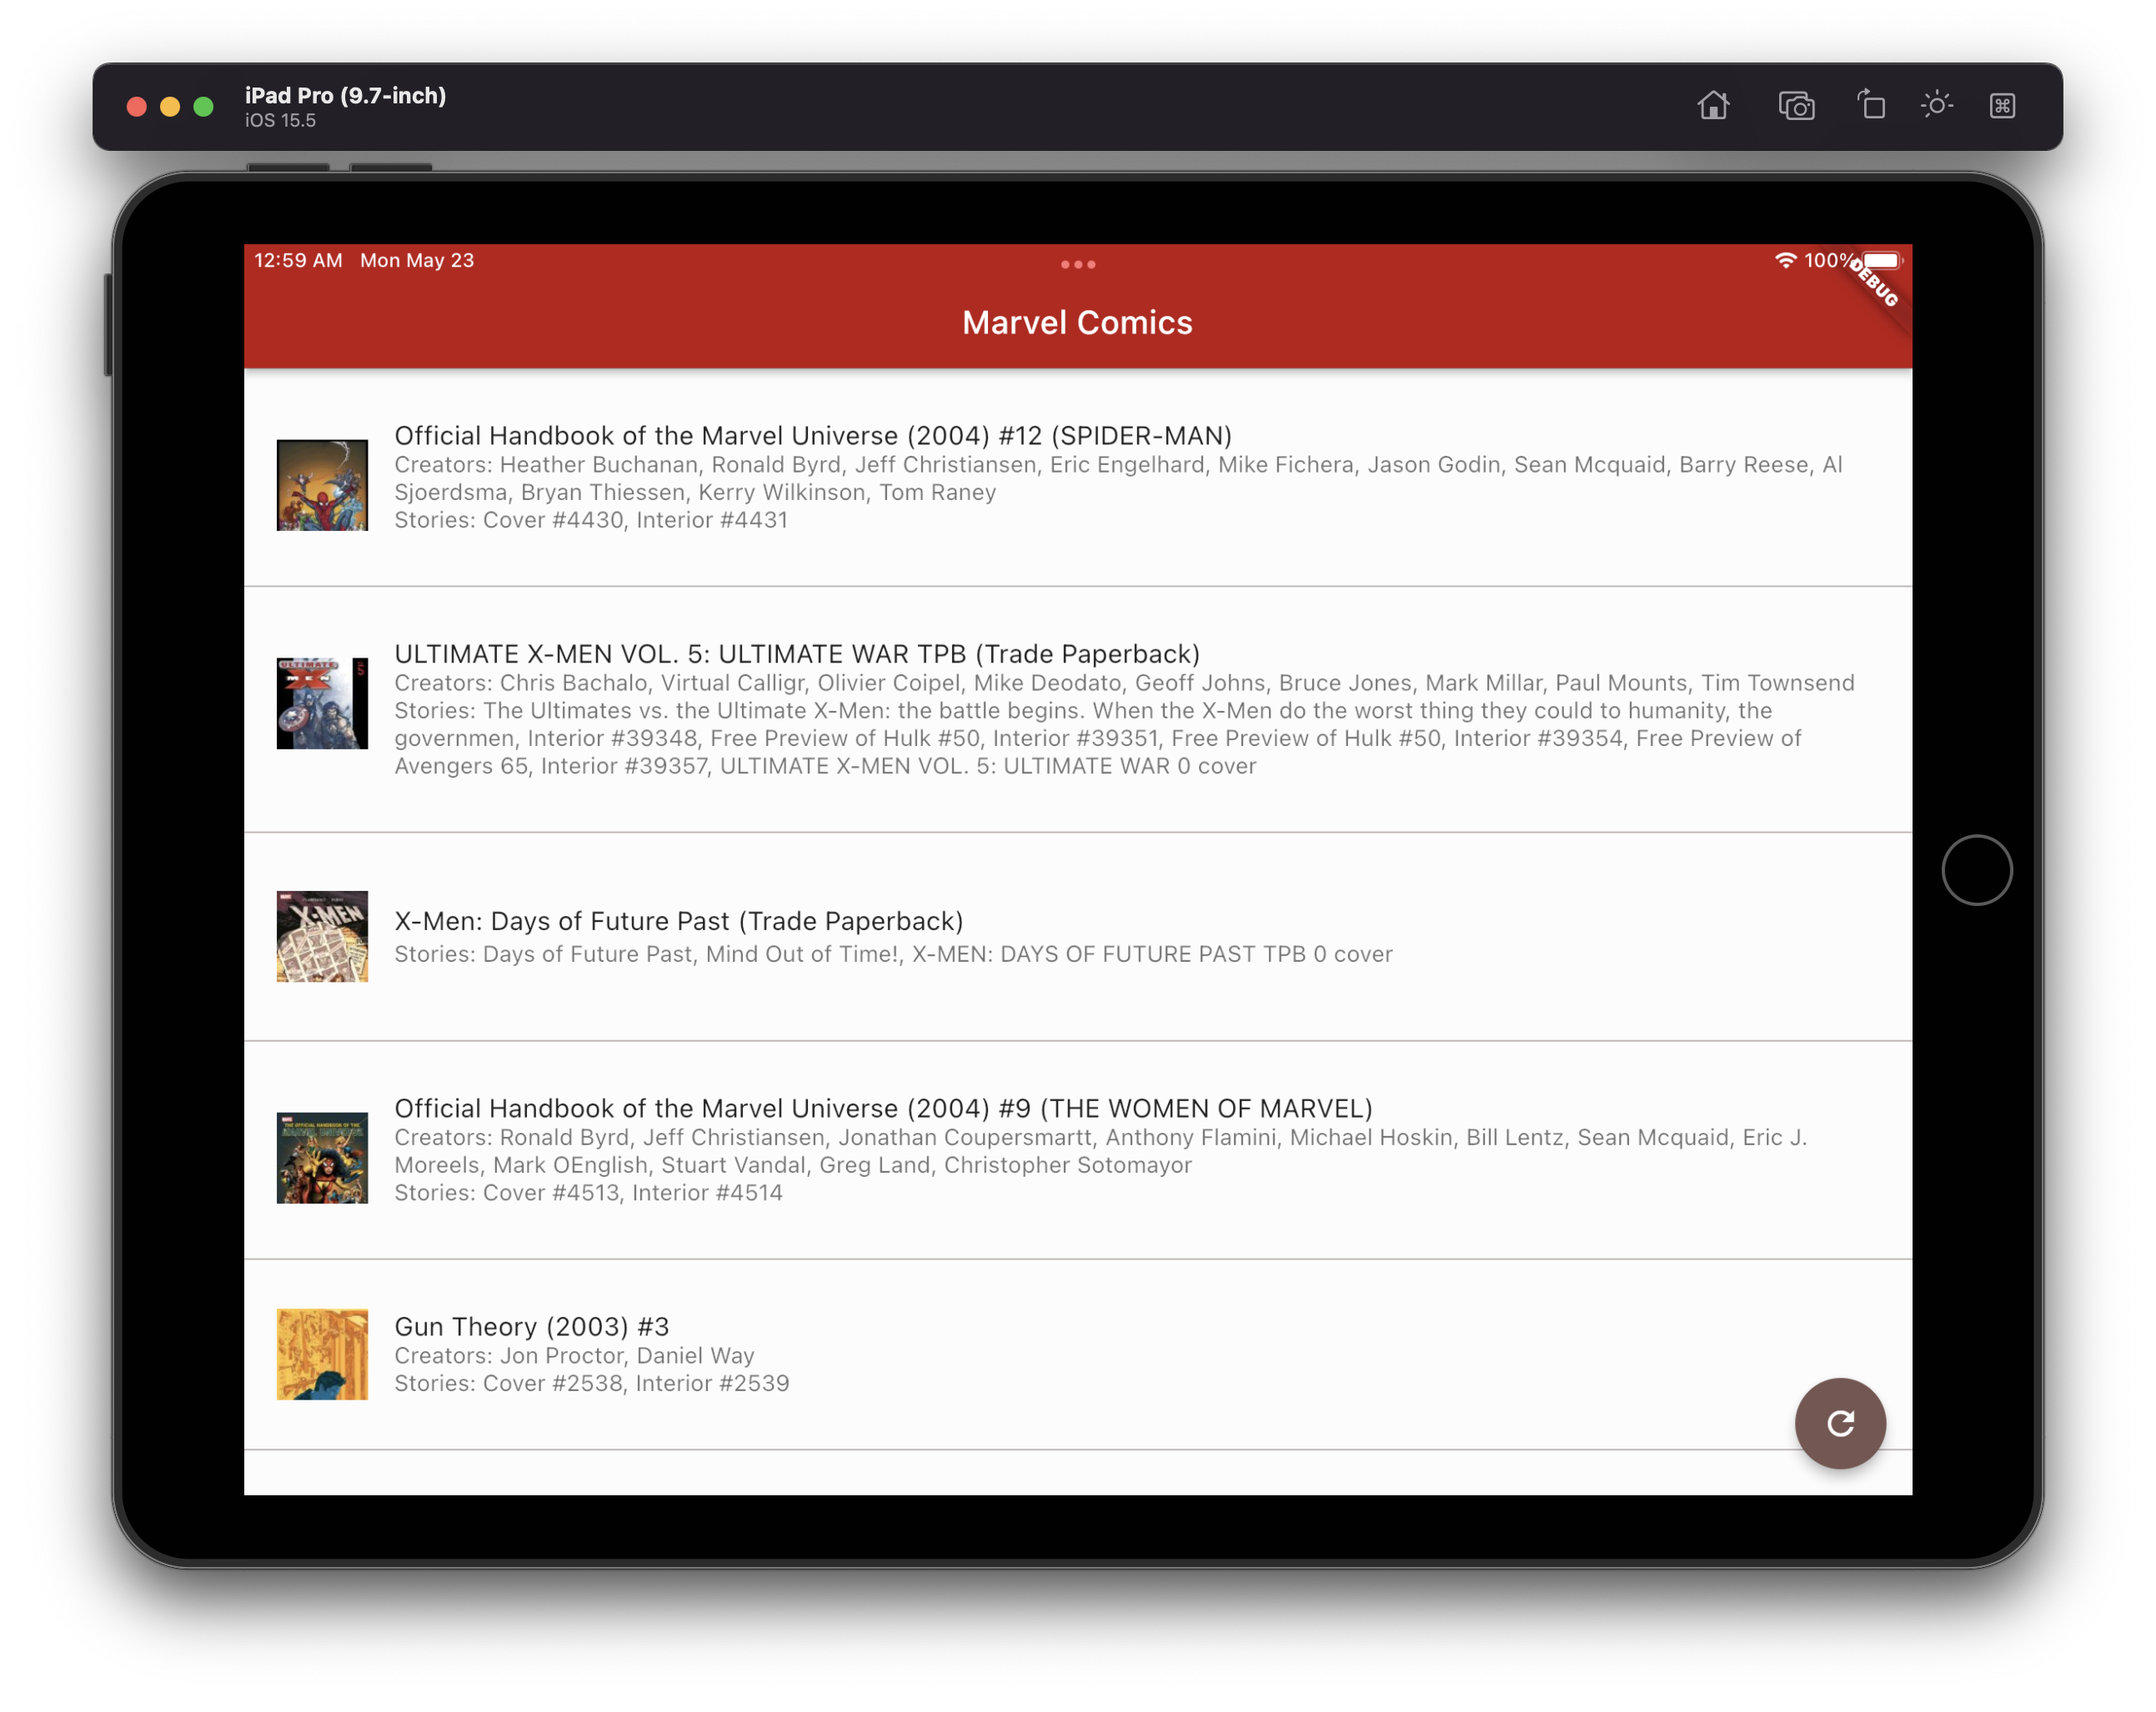 iPad Pro (9.7-inch)
iOS 15.5
12:59 AM Mon May 23
100%
DEBUG
Marvel Comics
Official Handbook of the Marvel Universe (2004) #12 (SPIDER-MAN)
Creators: Heather Buchanan, Ronald Byrd, Jeff Christiansen, Eric Engelhard, Mike Fichera, Jason Godin, Sean Mcquaid, Barry Reese, Al
Sjoerdsma, Bryan Thiessen, Kerry Wilkinson, Tom Raney
Stories: Cover #4430, Interior #4431
ULTIMATE
X
MEN
5
ULTIMATE X-MEN VOL. 5: ULTIMATE WAR TPB (Trade Paperback)
Creators: Chris Bachalo, Virtual Calligr, Olivier Coipel, Mike Deodato, Geoff Johns, Bruce Jones, Mark Millar, Paul Mounts, Tim Townsend
Stories: The Ultimates vs. the Ultimate X-Men: the battle begins. When the X-Men do the worst thing they could to humanity, the
governmen, Interior #39348, Free Preview of Hulk #50, Interior #39351, Free Preview of Hulk #50, Interior #39354, Free Preview of
Avengers 65, Interior #39357, ULTIMATE X-MEN VOL. 5: ULTIMATE WAR 0 cover
X-MEN
X-Men: Days of Future Past (Trade Paperback)
Stories: Days of Future Past, Mind Out of Time!, X-MEN: DAYS OF FUTURE PAST TPB 0 cover
THE OFFICIAL HANDBOOK OF THE
MARVEL UNIVERSE
Official Handbook of the Marvel Universe (2004) #9 (THE WOMEN OF MARVEL)
Creators: Ronald Byrd, Jeff Christiansen, Jonathan Coupersmartt, Anthony Flamini, Michael Hoskin, Bill Lentz, Sean Mcquaid, Eric J.
Moreels, Mark OEnglish, Stuart Vandal, Greg Land, Christopher Sotomayor
Stories: Cover #4513, Interior #4514
Gun Theory (2003) #3
Creators: Jon Proctor, Daniel Way
Stories: Cover #2538, Interior #2539